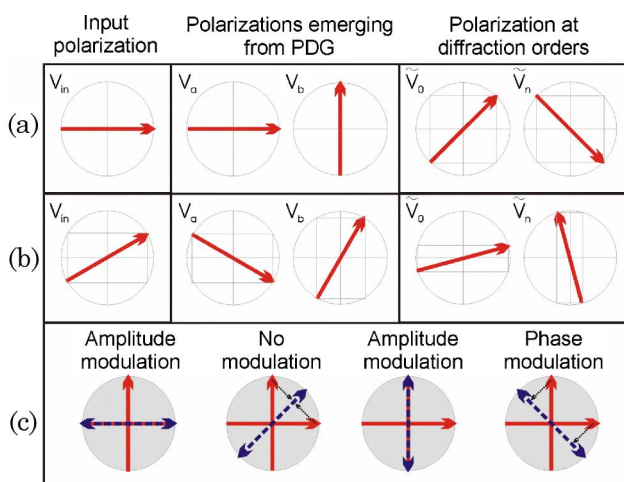 Input polarization
Polarizations emerging from PDG
Polarization at diffraction orders
(a)
V_in
V_a
V_b
Ṽ_0
Ṽ_n
(b)
V_in
V_a
V_b
Ṽ_0
Ṽ_n
(c)
Amplitude modulation
No modulation
Amplitude modulation
Phase modulation